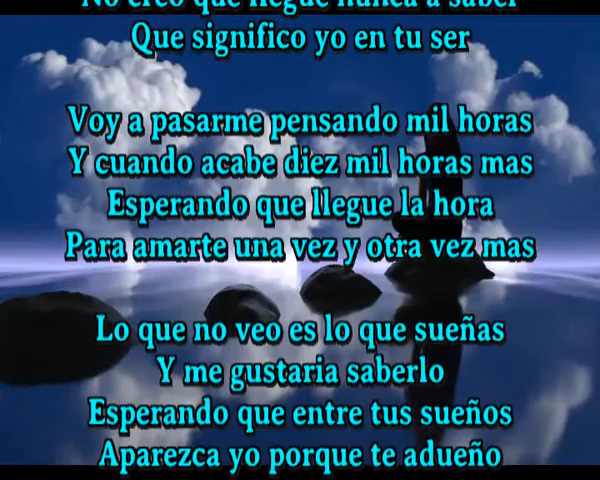 No creo que llegue nunca a saber
Que significo yo en tu ser
Voy a pasarme pensando mil horas
Y cuando acabe diez mil horas mas
Esperando que llegue la hora
Para amarte una vez y otra vez mas
Lo que no veo es lo que sueñas
Y me gustaria saberlo
Esperando que entre tus sueños
Aparezca yo porque te adueño